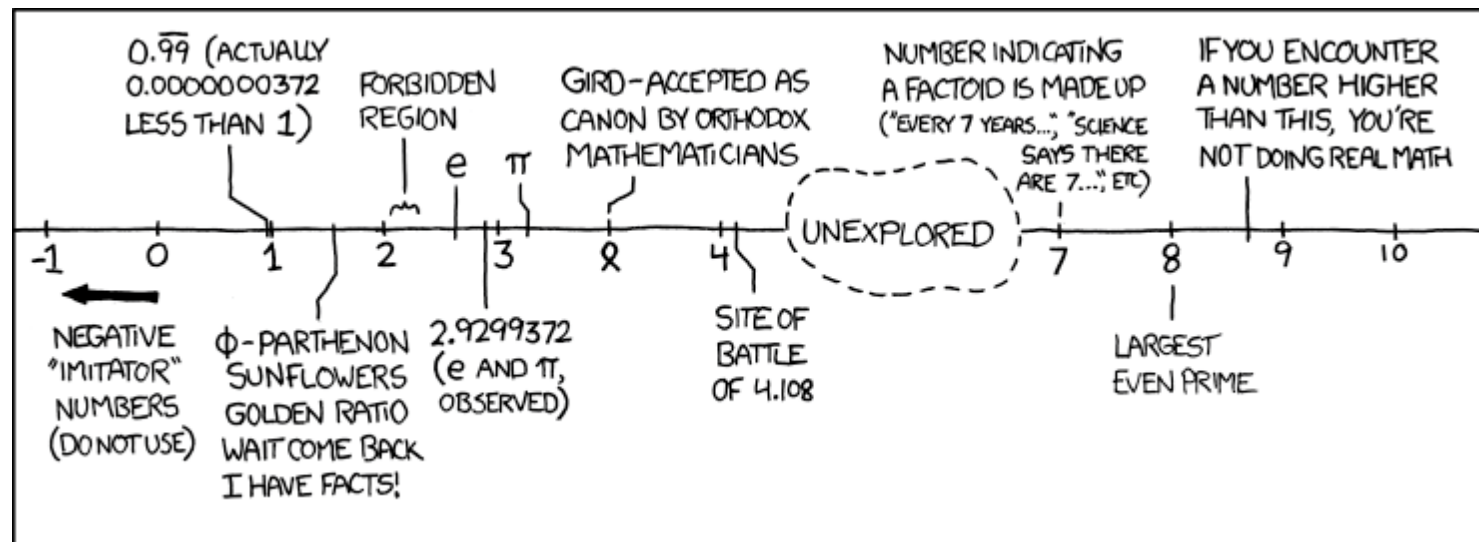 0.9̅9̅ (ACTUALLY
0.0000000372
LESS THAN 1)
FORBIDDEN
REGION
e
π
GIRD-ACCEPTED AS
CANON BY ORTHODOX
MATHEMATICIANS
NUMBER INDICATING
A FACTOID IS MADE UP
("EVERY 7 YEARS...", "SCIENCE
SAYS THERE
ARE 7...", ETC)
IF YOU ENCOUNTER
A NUMBER HIGHER
THAN THIS, YOU'RE
NOT DOING REAL MATH
UNEXPLORED
-1 0 1 2 3 4 7 8 9 10
NEGATIVE
"IMITATOR"
NUMBERS
(DO NOT USE)
ϕ-PARTHENON
SUNFLOWERS
GOLDEN RATIO
WAIT COME BACK
I HAVE FACTS!
2.9299372
(e AND π,
OBSERVED)
SITE OF
BATTLE
OF 4.108
LARGEST
EVEN PRIME